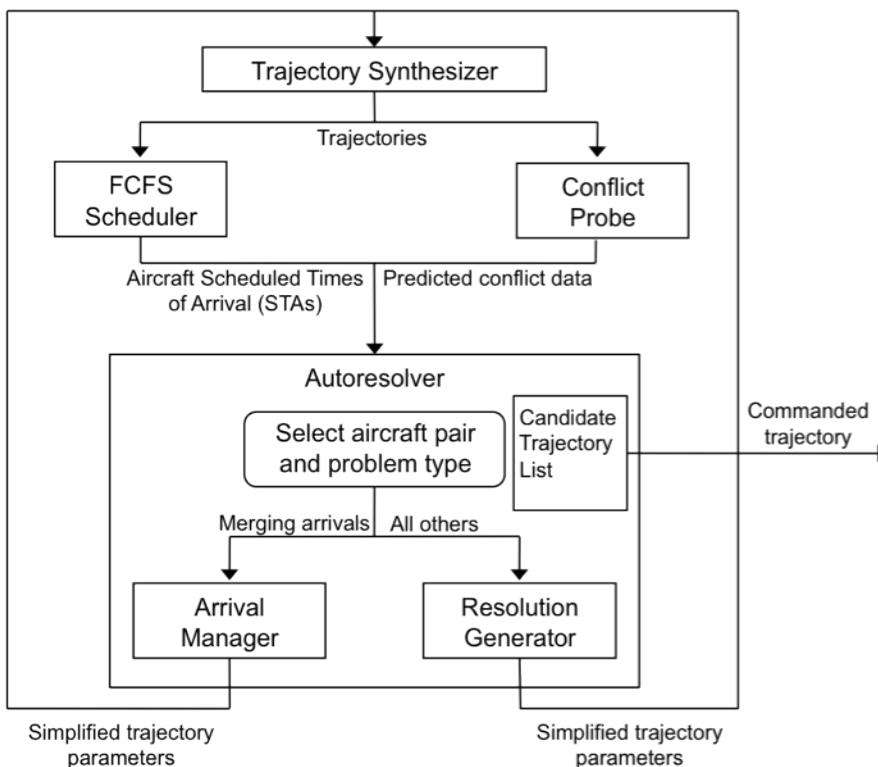 Trajectory Synthesizer
Trajectories
FCFS
Scheduler
Conflict
Probe
Aircraft Scheduled Times
of Arrival (STAs)
Predicted conflict data
Autoresolver
Select aircraft pair
and problem type
Candidate
Trajectory
List
Commanded
trajectory
Merging arrivals
All others
Arrival
Manager
Resolution
Generator
Simplified trajectory
parameters
Simplified trajectory
parameters